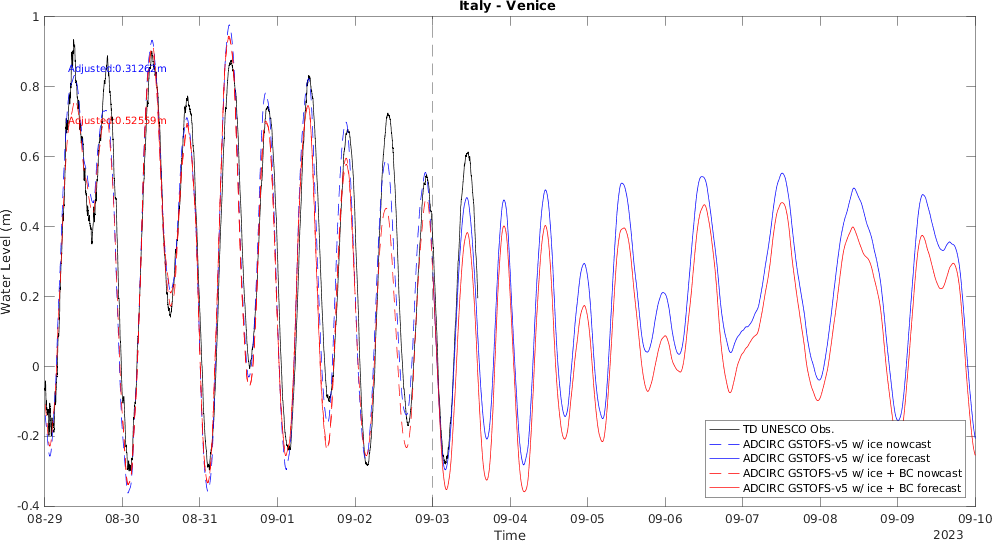 Italy - Venice
Water Level (m)
1
0.8
0.6
0.4
0.2
0
-0.2
-0.4
Adjusted:0.3126 m
Adjusted:0.52559m
TD UNESCO Obs.
ADCIRC GSTOFS-v5 w/ ice nowcast
ADCIRC GSTOFS-v5 w/ ice forecast
ADCIRC GSTOFS-v5 w/ ice + BC nowcast
ADCIRC GSTOFS-v5 w/ ice + BC forecast
08-29 08-30 08-31 09-01 09-02 09-03 09-04 09-05 09-06 09-07 09-08 09-09 09-10
Time
2023